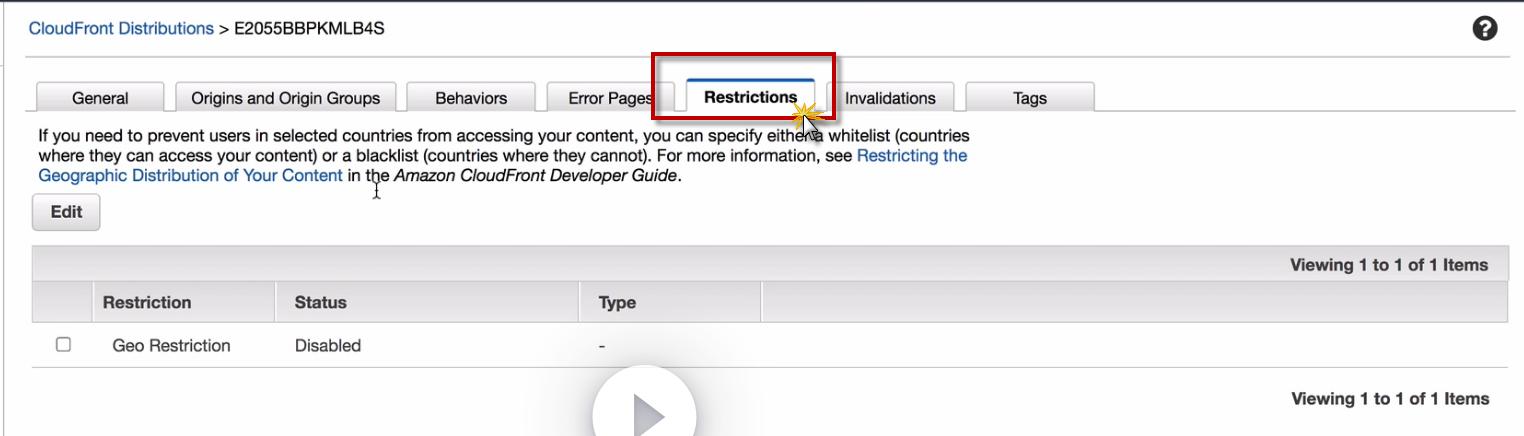 CloudFront Distributions > E2055BBPKMLB4S
General Origins and Origin Groups Behaviors Error Pages Restrictions Invalidations Tags
If you need to prevent users in selected countries from accessing your content, you can specify either a whitelist (countries
where they can access your content) or a blacklist (countries where they cannot). For more information, see Restricting the
Geographic Distribution of Your Content in the Amazon CloudFront Developer Guide.
Edit
Viewing 1 to 1 of 1 Items
Restriction Status Type
Geo Restriction Disabled -
Viewing 1 to 1 of 1 Items